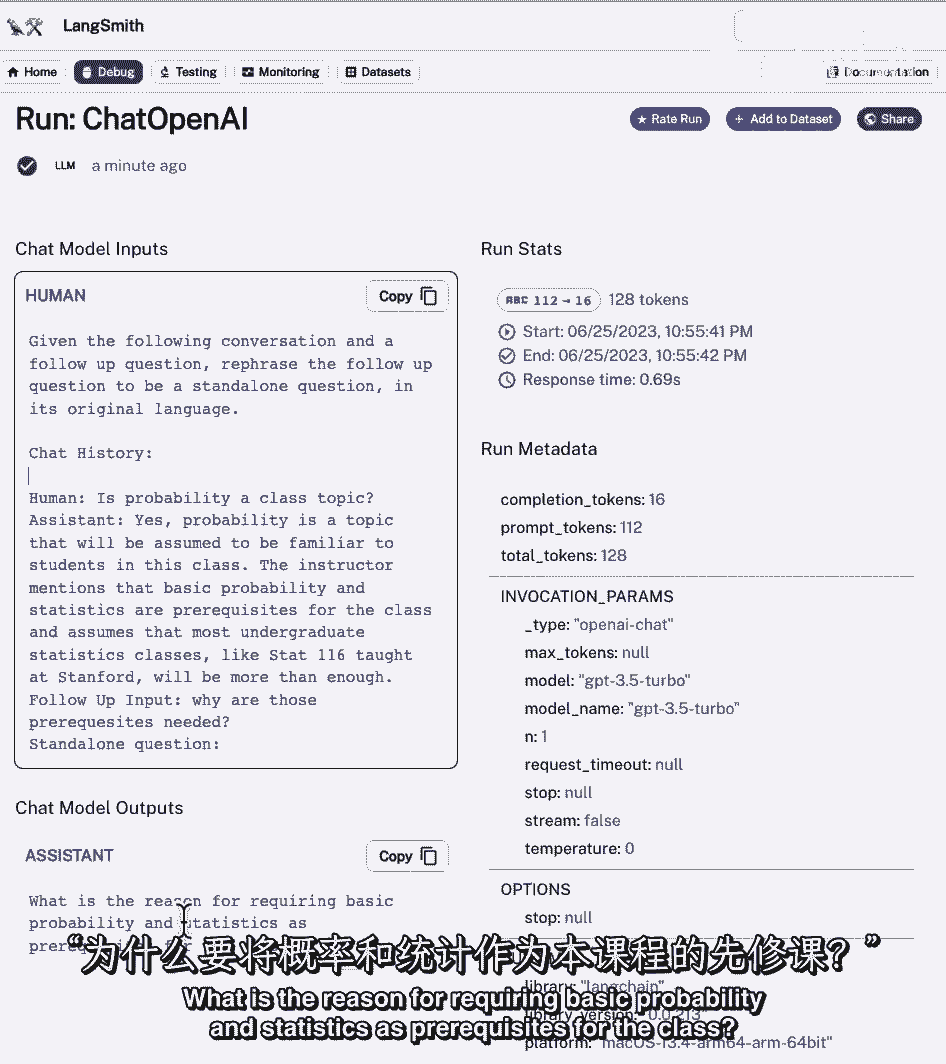 LangSmith
Home
Debug
Testing
Monitoring
Datasets
Documentation
Run: ChatOpenAI
Rate Run
Add to Dataset
Share
LLM
a minute ago
Chat Model Inputs
HUMAN
Copy
Given the following conversation and a
follow up question, rephrase the follow up
question to be a standalone question, in
its original language.
Chat History:
Human: Is probability a class topic?
Assistant: Yes, probability is a topic
that will be assumed to be familiar to
students in this class. The instructor
mentions that basic probability and
statistics are prerequisites for the class
and assumes that most undergraduate
statistics classes, like Stat 116 taught
at Stanford, will be more than enough.
Follow Up Input: why are those
prerequesites needed?
Standalone question:
Chat Model Outputs
ASSISTANT
Copy
What is the reason for requiring basic
probability and statistics as
Run Stats
ABC 112 → 16
128 tokens
Start: 06/25/2023, 10:55:41 PM
End: 06/25/2023, 10:55:42 PM
Response time: 0.69s
Run Metadata
completion_tokens: 16
prompt_tokens: 112
total_tokens: 128
INVOCATION_PARAMS
_type: "openai-chat"
max_tokens: null
model: "gpt-3.5-turbo"
model_name: "gpt-3.5-turbo"
n: 1
request_timeout: null
stop: null
stream: false
temperature: 0
OPTIONS
stop: null
library: "langchain"
library_version: "0.0.213"
platform: "macOS-13.4-arm64-arm-64bit"
“为什么要将概率和统计作为本课程的先修课？”
What is the reason for requiring basic probability
and statistics as prerequisites for the class?